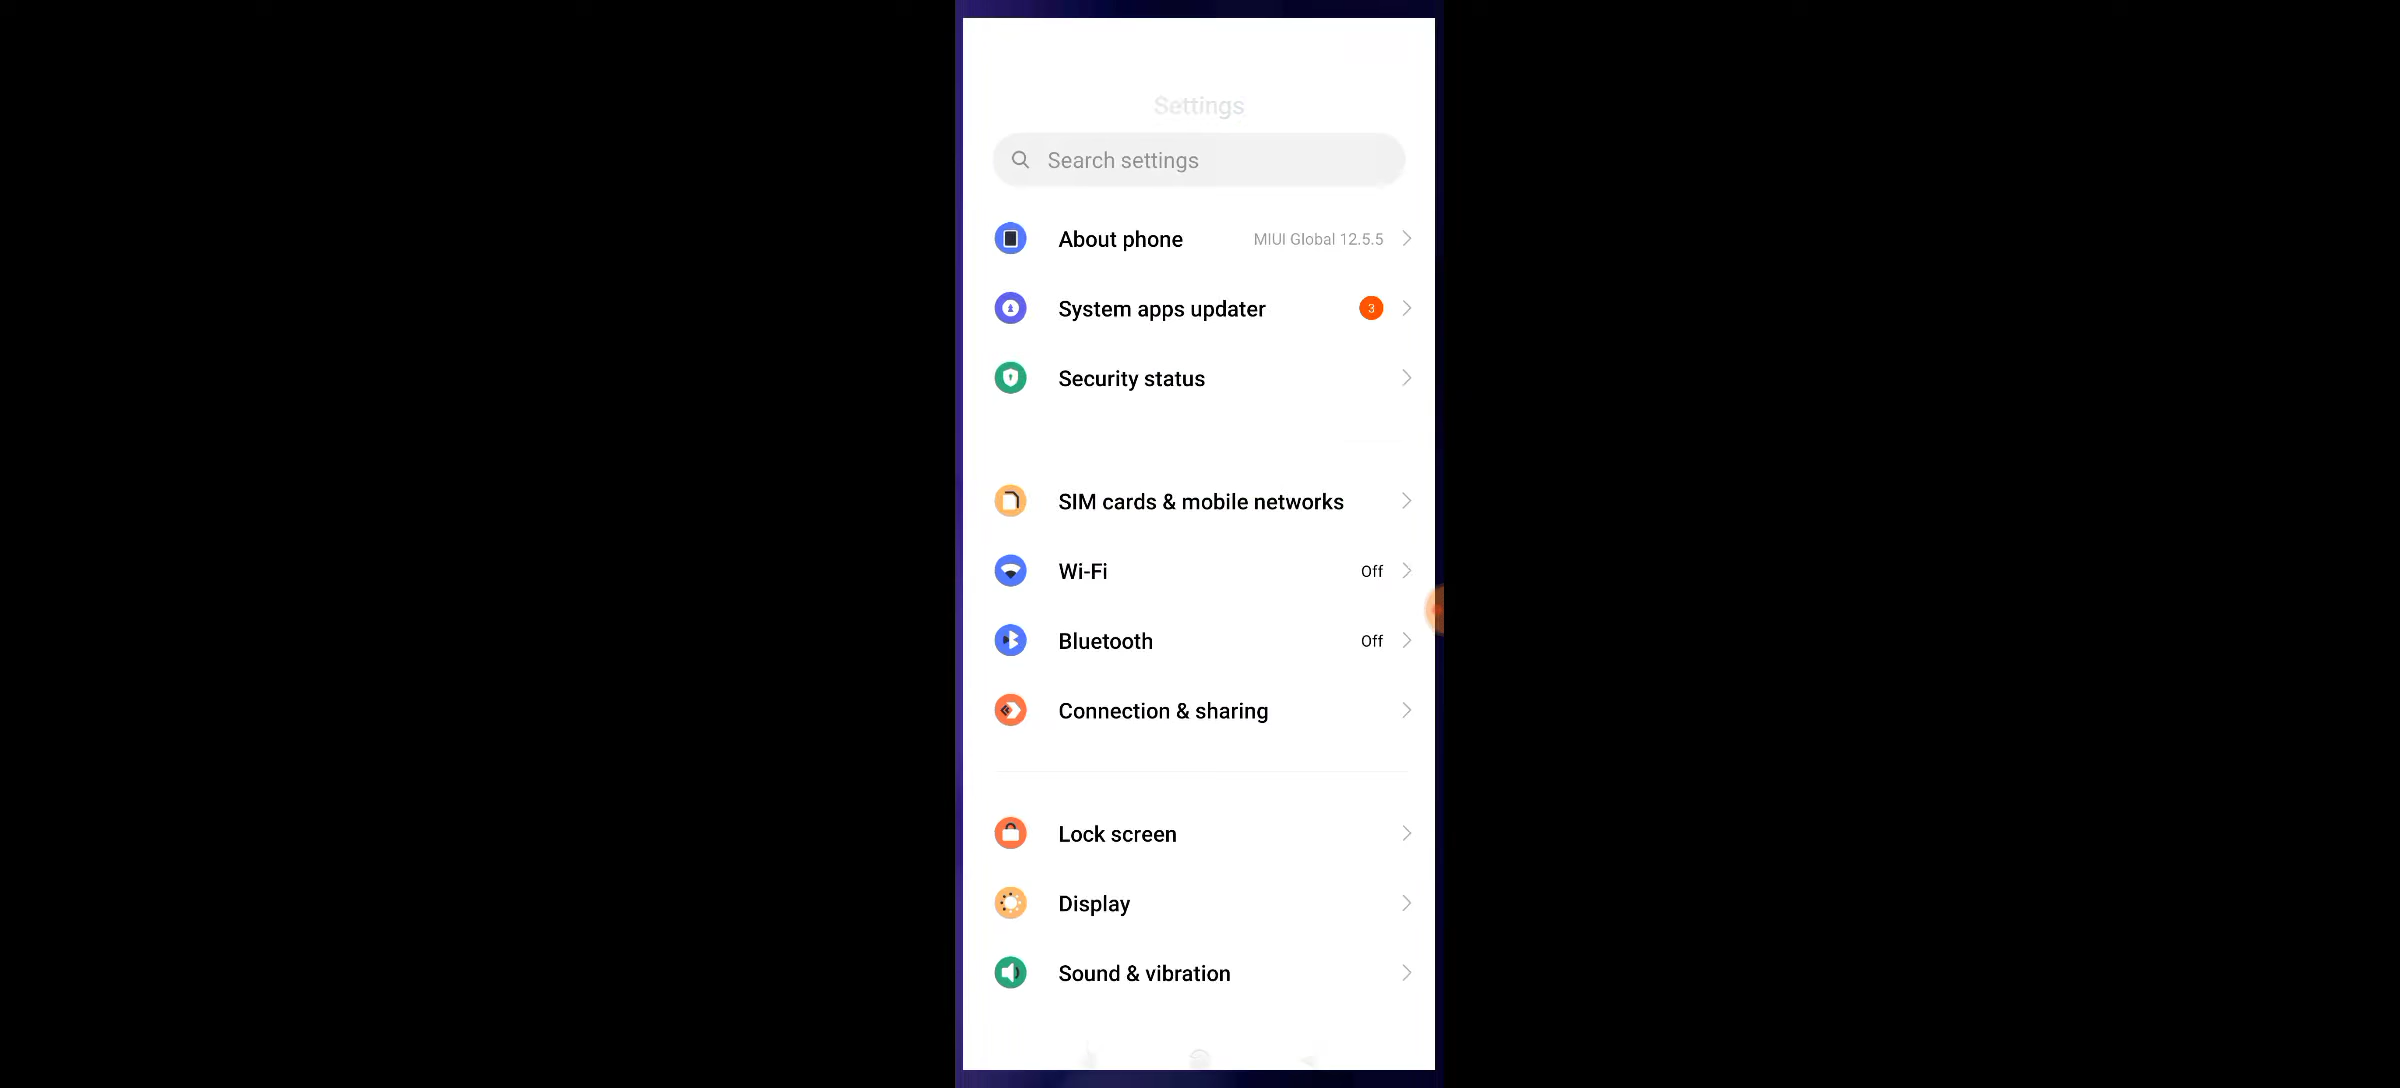 Settings
Search settings
About phone MIUI Global 12.5.5
System apps updater 3
Security status
SIM cards & mobile networks
Wi-Fi Off
Bluetooth Off
Connection & sharing
Lock screen
Display
Sound & vibration